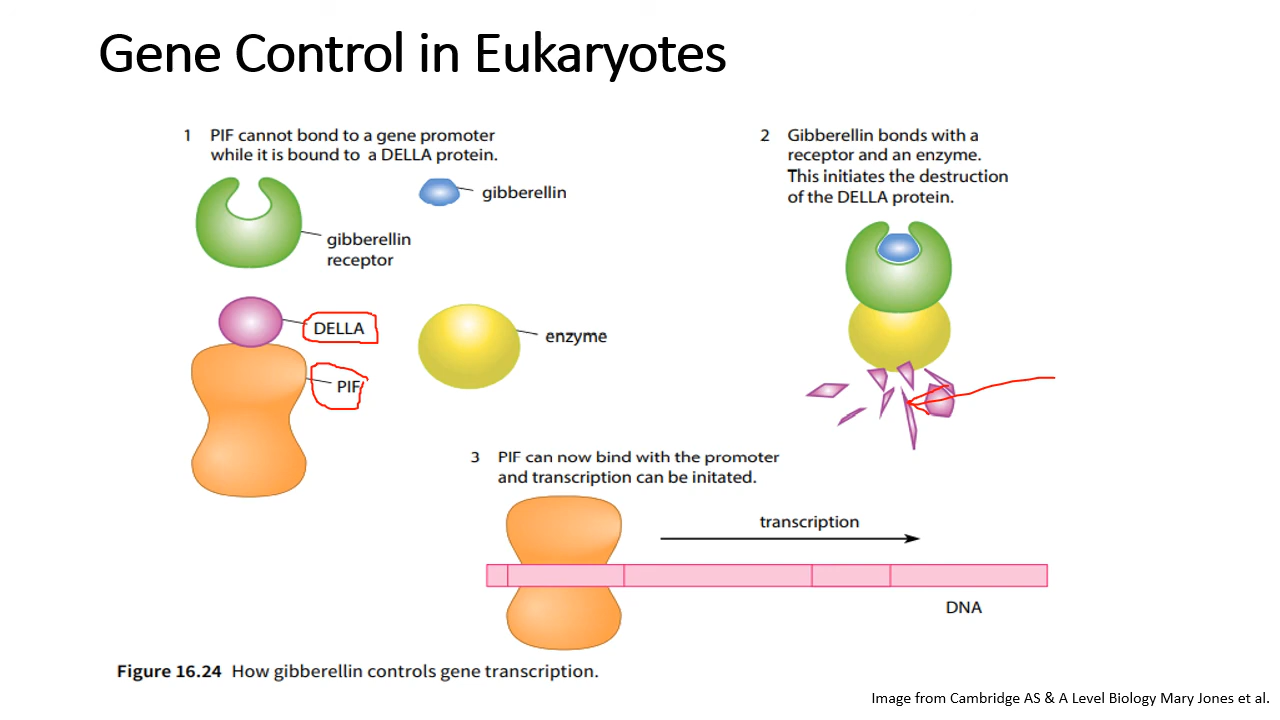 Gene Control in Eukaryotes
1 PIF cannot bond to a gene promoter
while it is bound to a DELLA protein.
gibberellin
gibberellin
receptor
DELLA
PIF
enzyme
2 Gibberellin bonds with a
receptor and an enzyme.
This initiates the destruction
of the DELLA protein.
3 PIF can now bind with the promoter
and transcription can be initated.
transcription
DNA
Figure 16.24 How gibberellin controls gene transcription.
Image from Cambridge AS & A Level Biology Mary Jones et al.